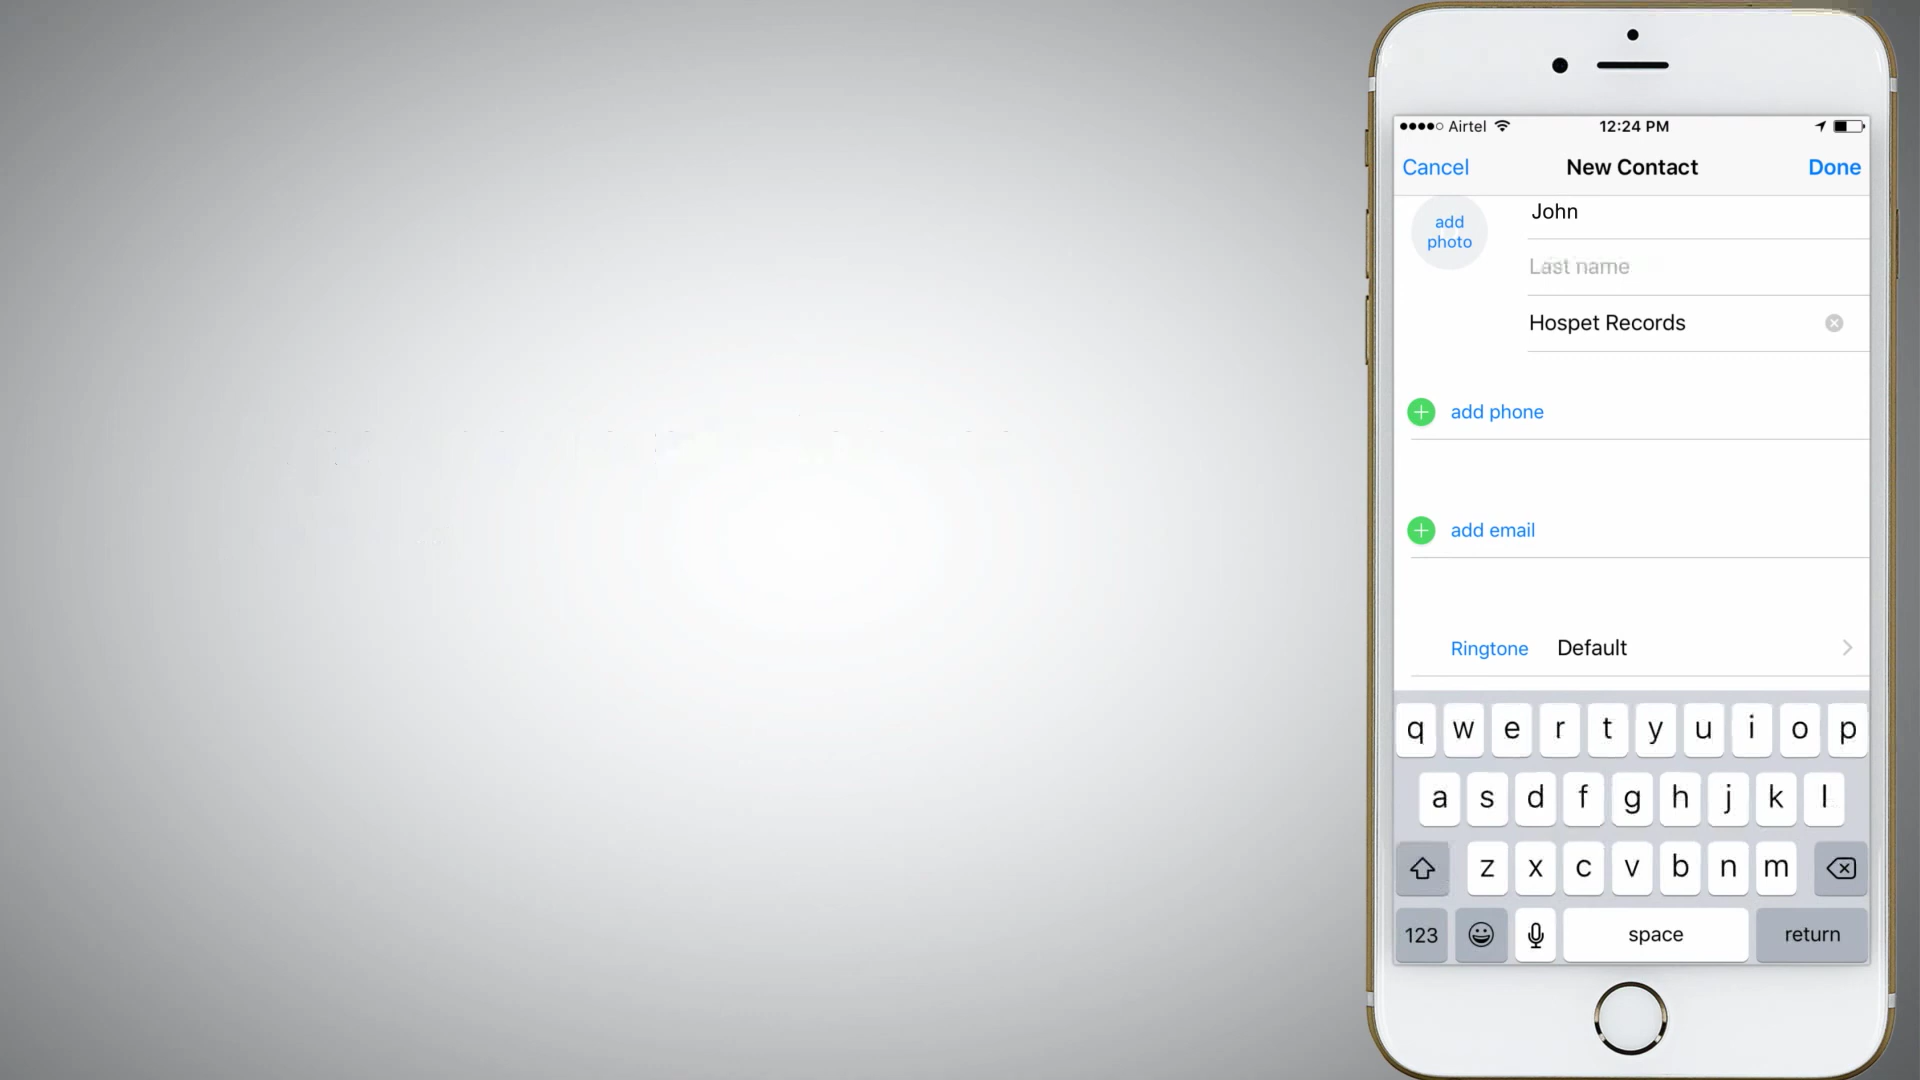 Airtel 12:24 PM
Cancel New Contact Done
add photo
John
Last name
Hospet Records
add phone
add email
Ringtone Default
q w e r t y u i o p
a s d f g h j k l
z x c v b n m
123 space return